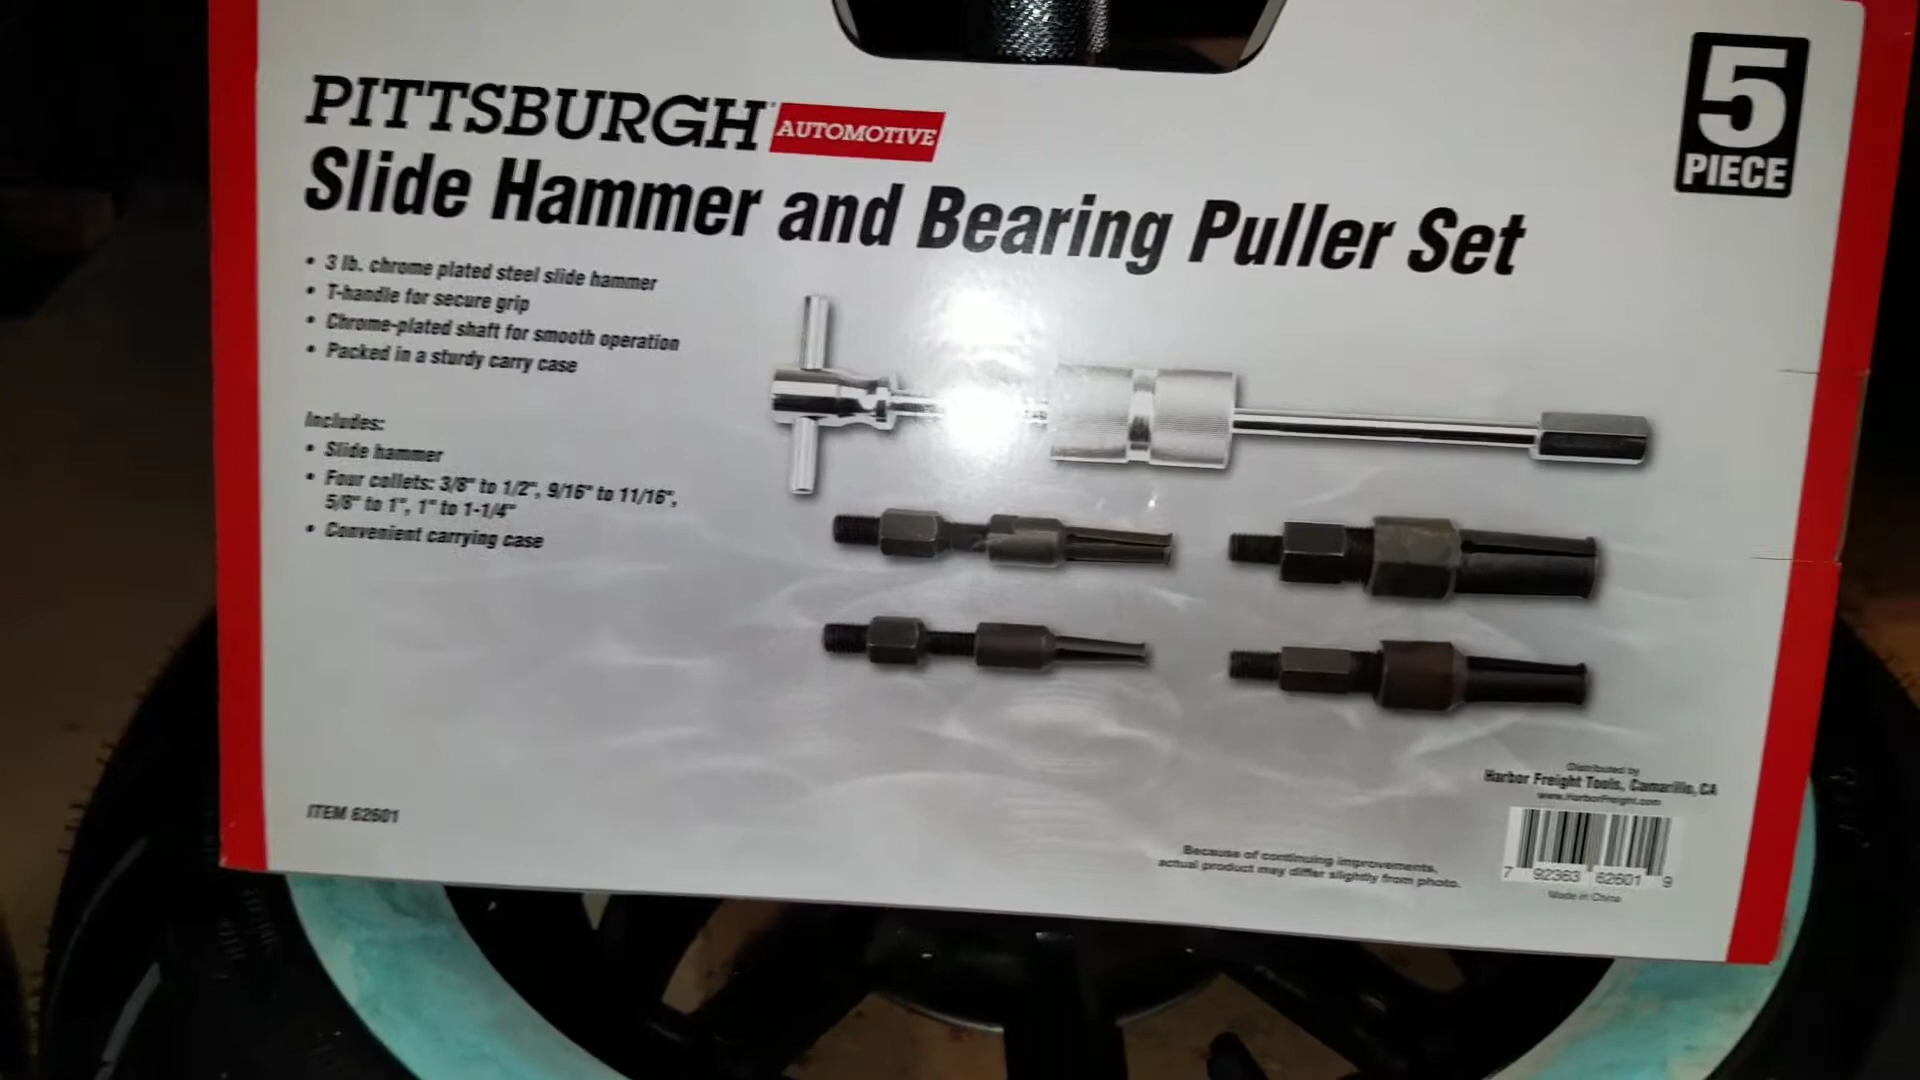 PITTSBURGH AUTOMOTIVE
5
PIECE
Slide Hammer and Bearing Puller Set
• 3 lb. chrome plated steel slide hammer
• T-handle for secure grip
• Chrome-plated shaft for smooth operation
• Packed in a sturdy carry case
Includes:
• Slide hammer
• Four collets: 3/8" to 1/2", 9/16" to 11/16",
5/8" to 1", 1" to 1-1/4"
• Convenient carrying case
Distributed by
Harbor Freight Tools, Camarillo, CA
www.HarborFreight.com
ITEM 62601
Because of continuing improvements,
actual product may differ slightly from photo.
7 92363 62601 9
Made in China